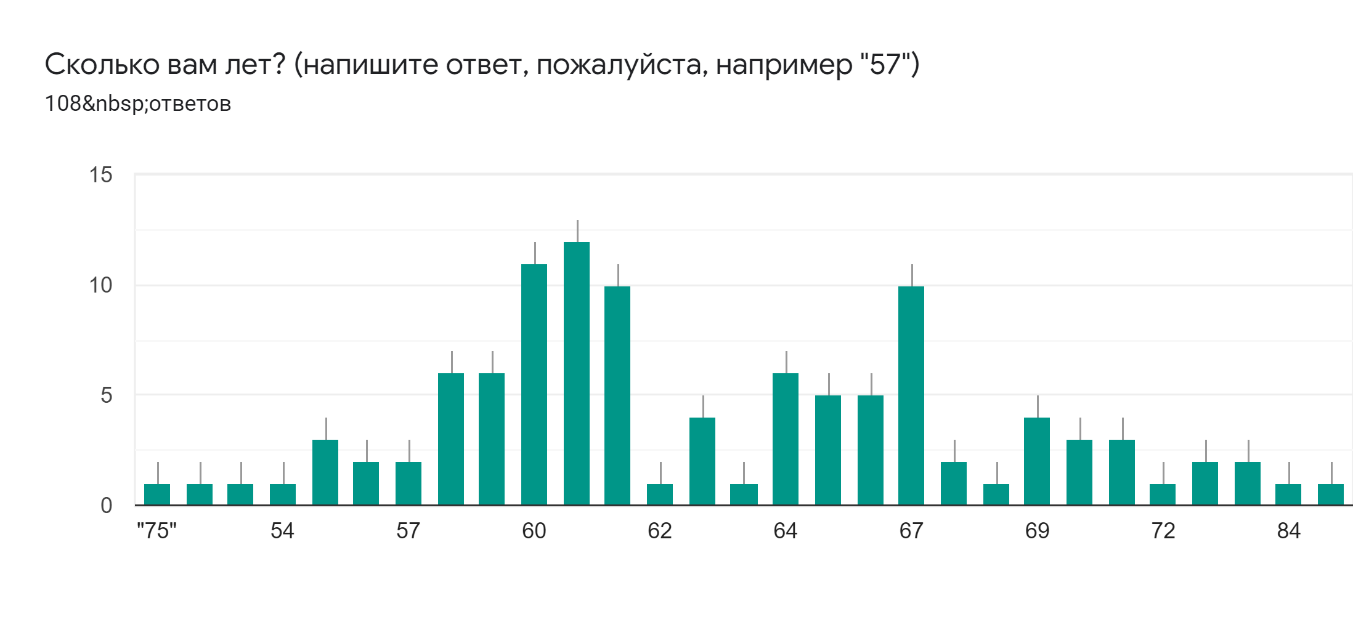 Сколько вам лет? (напишите ответ, пожалуйста, например "57")
108&nbsp;ответов
15
10
5
0
"75" 54 57 60 62 64 67 69 72 84